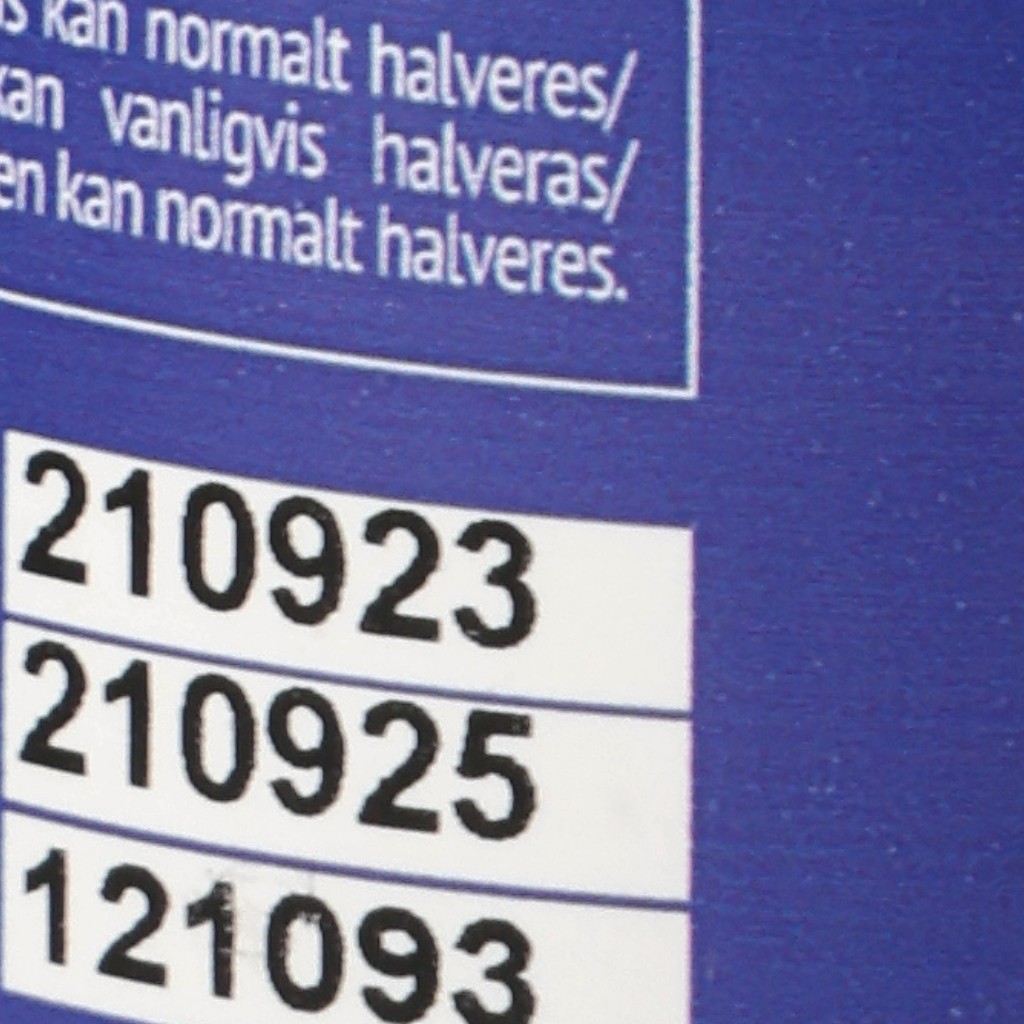 kan normalt halveres/
kan vanligvis halveras/
en kan normalt halveres.
210923
210925
121093